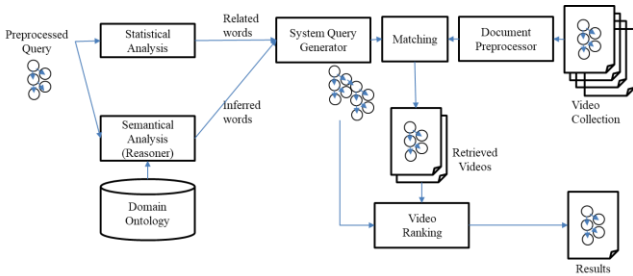 Preprocessed
Query
Statistical
Analysis
Related
words
System Query
Generator
Matching
Document
Preprocessor
Video
Collection
Semantical
Analysis
(Reasoner)
Inferred
words
Domain
Ontology
Retrieved
Videos
Video
Ranking
Results